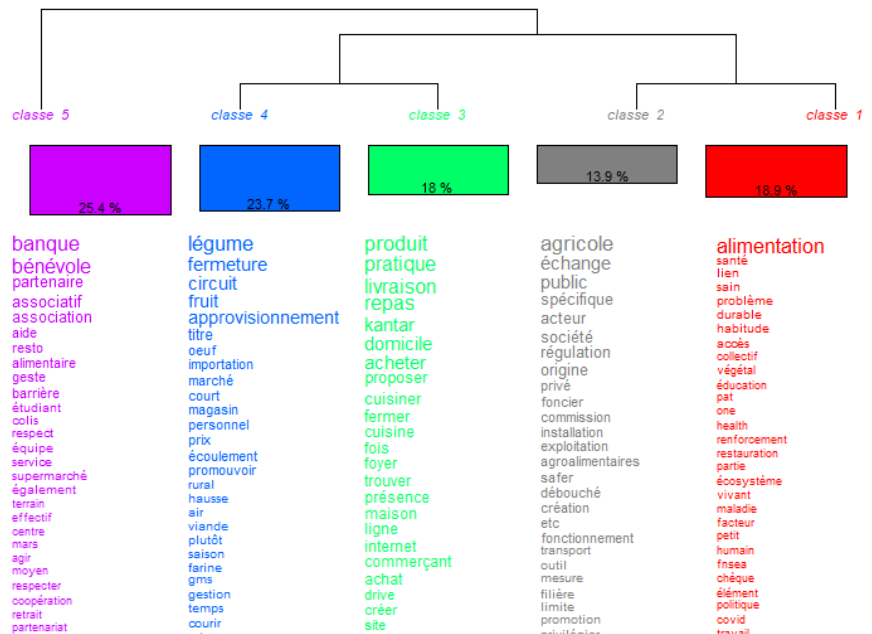 classe 5
classe 4
classe 3
classe 2
classe 1
25.4 %
23.7 %
18 %
13.9 %
18.9 %
banque
bénévole
partenaire
associatif
association
aide
resto
alimentaire
geste
barrière
étudiant
colis
respect
équipe
service
supermarché
également
terrain
effectif
centre
mars
agir
moyen
respecter
coopération
retrait
partenariat
légume
fermeture
circuit
fruit
approvisionnement
titre
oeuf
importation
marché
court
magasin
personnel
prix
écoulement
promouvoir
rural
hausse
air
viande
plutôt
saison
farine
gms
gestion
temps
courir
produit
pratique
livraison
repas
kantar
domicile
acheter
proposer
cuisiner
fermer
cuisine
fois
foyer
trouver
présence
maison
ligne
internet
commerçant
achat
drive
créer
site
agricole
échange
public
spécifique
acteur
société
régulation
origine
privé
foncier
commission
installation
exploitation
agroalimentaires
safer
débouché
création
etc
fonctionnement
transport
outil
mesure
filière
limite
promotion
alimentation
santé
lien
sain
problème
durable
habitude
accès
collectif
végétal
éducation
pat
one
health
renforcement
restauration
partie
écosystème
vivant
maladie
facteur
petit
humain
fnsea
chèque
élément
politique
covid
travail